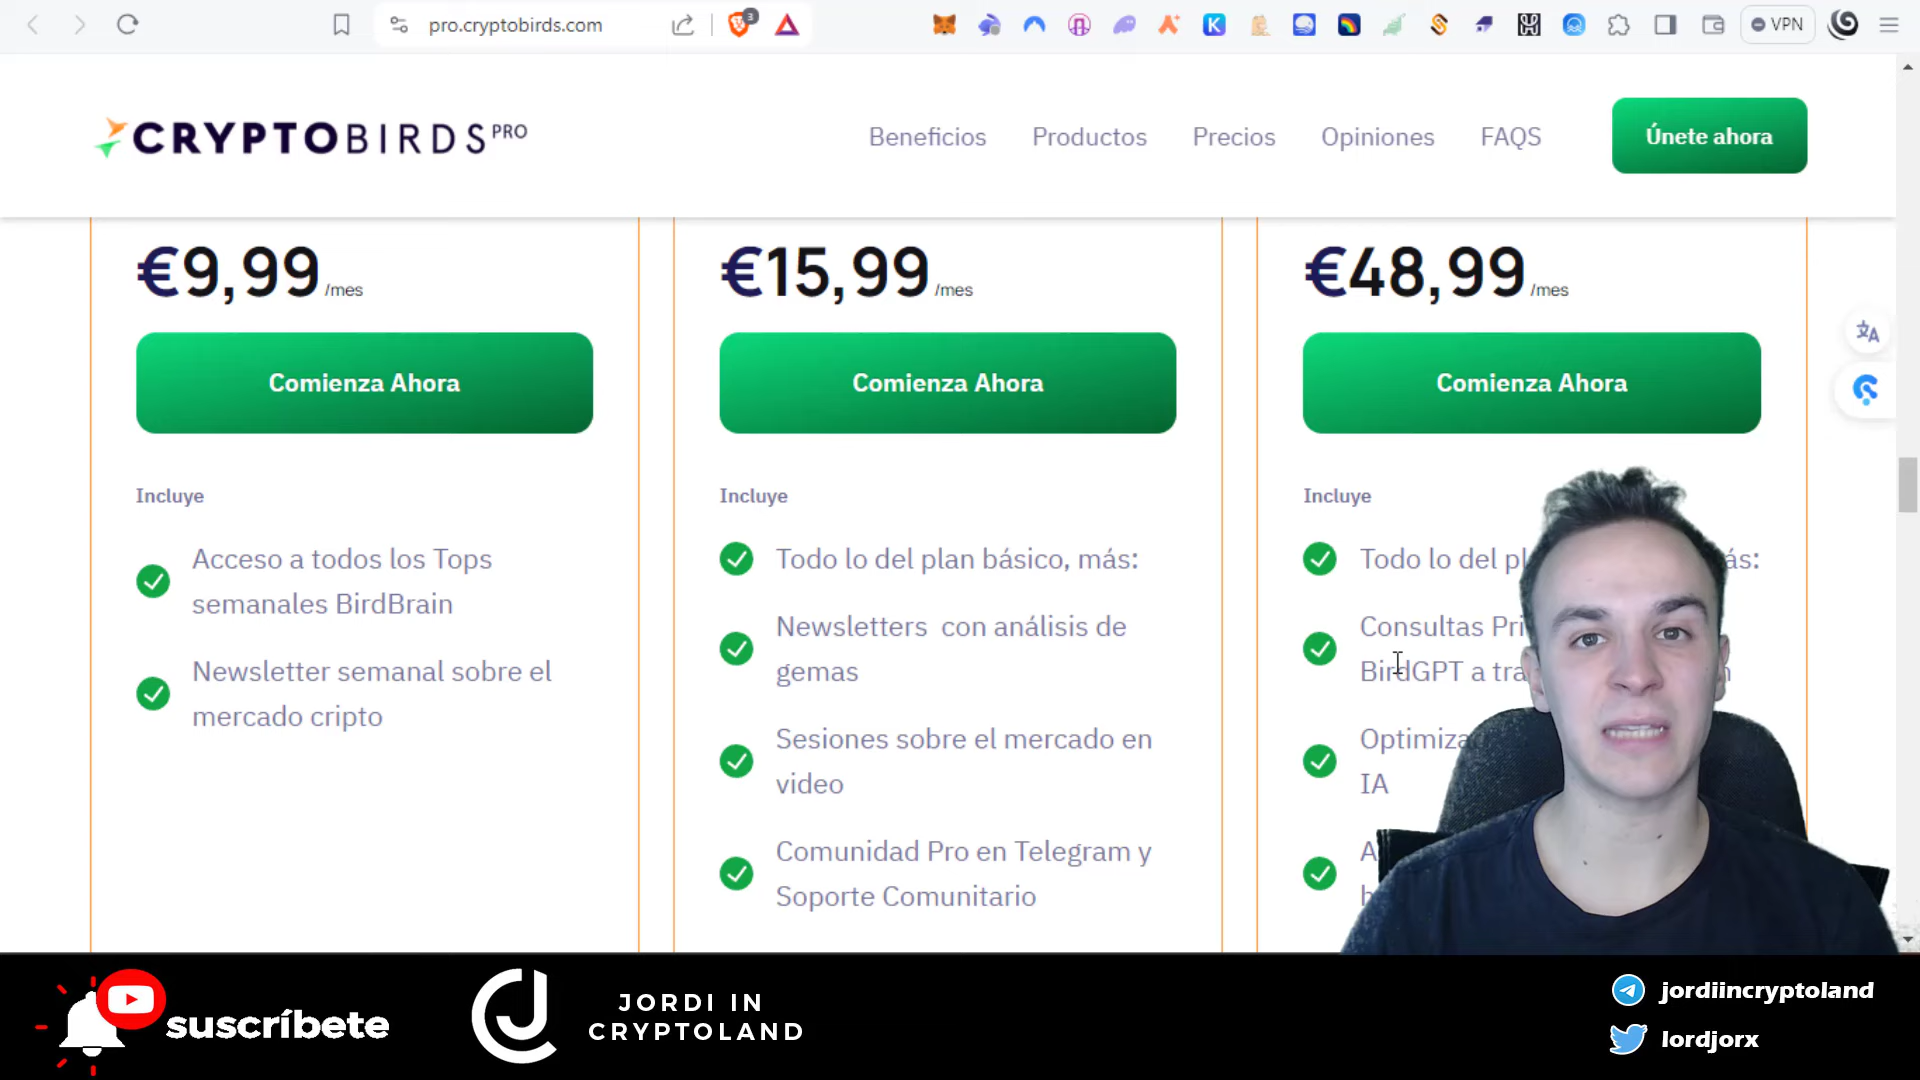 pro.cryptobirds.com
3
VPN
CRYPTOBIRDS PRO
Beneficios
Productos
Precios
Opiniones
FAQS
Únete ahora
€9,99 /mes
€15,99 /mes
€48,99 /mes
Comienza Ahora
Comienza Ahora
Comienza Ahora
Incluye
Acceso a todos los Tops
semanales BirdBrain
Newsletter semanal sobre el
mercado cripto
Incluye
Todo lo del plan básico, más:
Newsletters con análisis de
gemas
Sesiones sobre el mercado en
video
Comunidad Pro en Telegram y
Soporte Comunitario
Incluye
Todo lo del
Consultas
BirdGPT a
IA
suscríbete
JORDI IN
CRYPTOLAND
jordiincryptoland
lordjorx